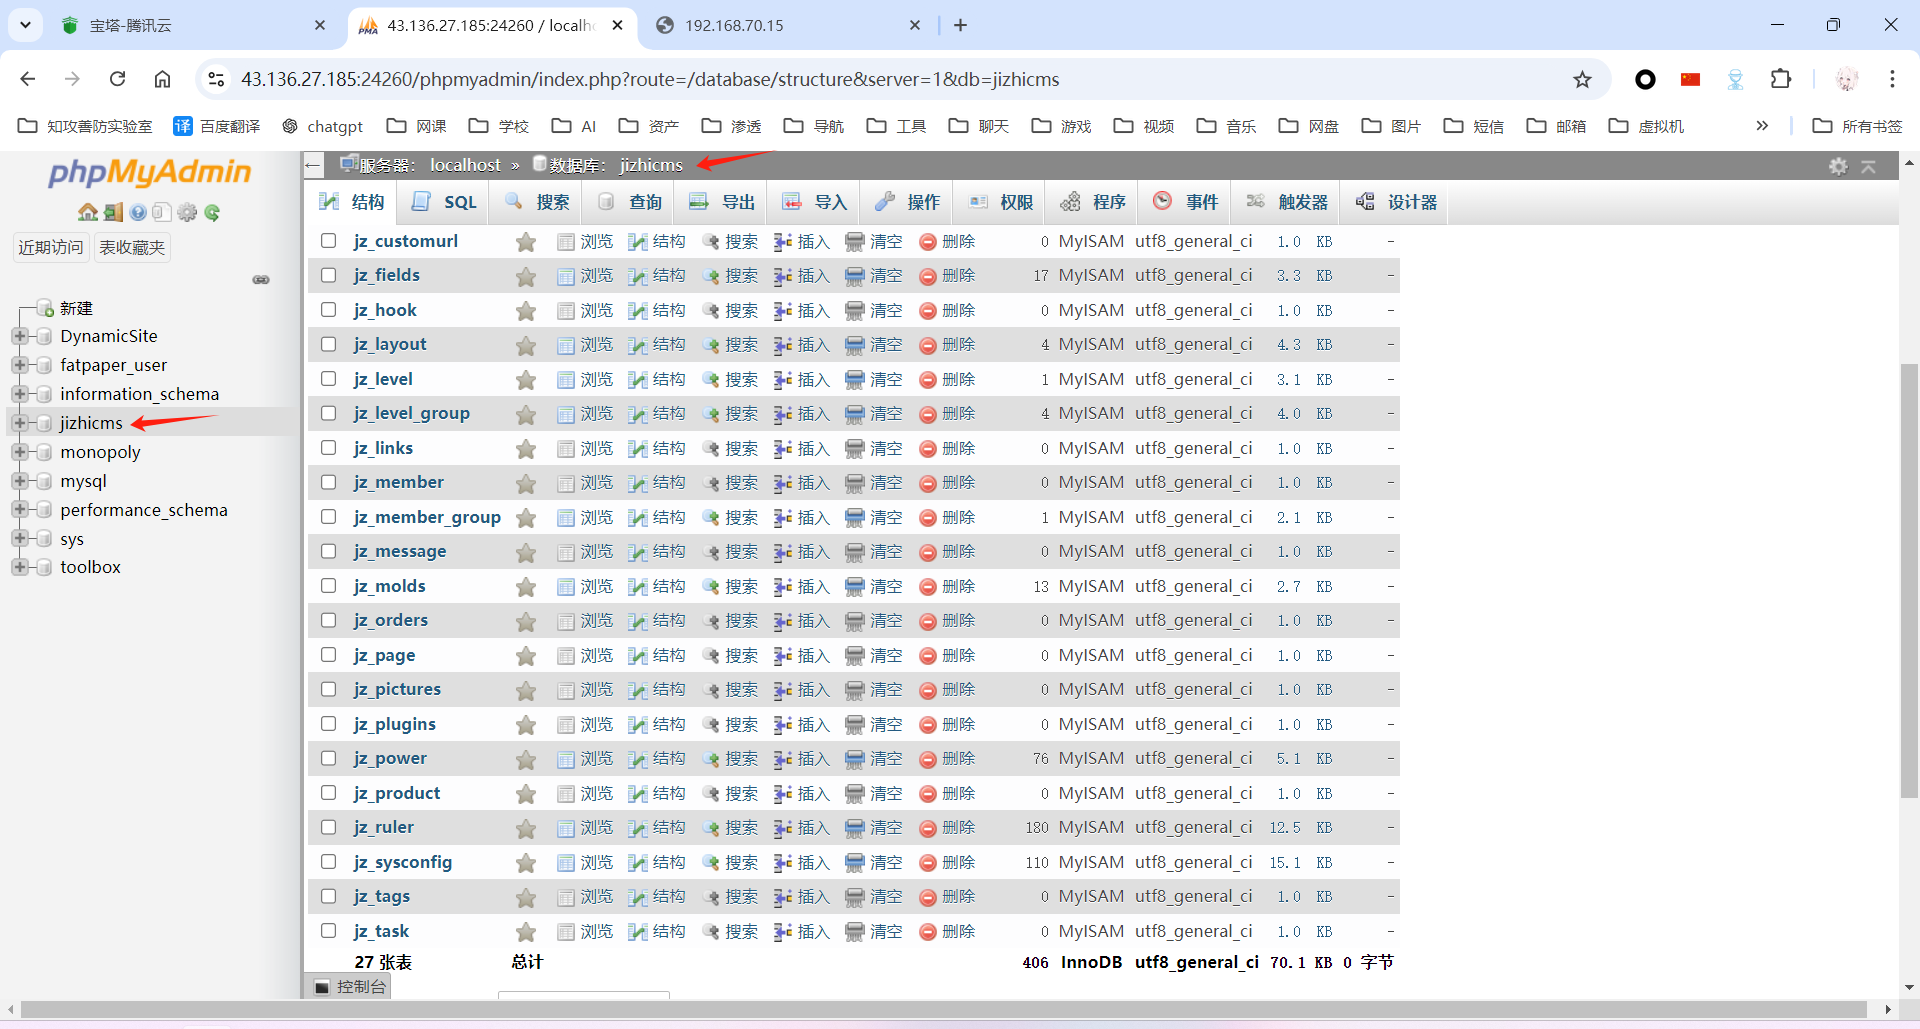 宝塔-腾讯云
43.136.27.185:24260 / localh
192.168.70.15
43.136.27.185:24260/phpmyadmin/index.php?route=/database/structure&server=1&db=jizhicms
知攻善防实验室 译 百度翻译 chatgpt 网课 学校 AI 资产 渗透 导航 工具 聊天 游戏 视频 音乐 网盘 图片 短信 邮箱 虚拟机 » 所有书签
phpMyAdmin
近期访问 表收藏夹
新建
DynamicSite
fatpaper_user
information_schema
jizhicms
monopoly
mysql
performance_schema
sys
toolbox
服务器: localhost » 数据库: jizhicms
结构 SQL 搜索 查询 导出 导入 操作 权限 程序 事件 触发器 设计器
jz_customurl 浏览 结构 搜索 插入 清空 删除 0 MyISAM utf8_general_ci 1.0 KB -
jz_fields 浏览 结构 搜索 插入 清空 删除 17 MyISAM utf8_general_ci 3.3 KB -
jz_hook 浏览 结构 搜索 插入 清空 删除 0 MyISAM utf8_general_ci 1.0 KB -
jz_layout 浏览 结构 搜索 插入 清空 删除 4 MyISAM utf8_general_ci 4.3 KB -
jz_level 浏览 结构 搜索 插入 清空 删除 1 MyISAM utf8_general_ci 3.1 KB -
jz_level_group 浏览 结构 搜索 插入 清空 删除 4 MyISAM utf8_general_ci 4.0 KB -
jz_links 浏览 结构 搜索 插入 清空 删除 0 MyISAM utf8_general_ci 1.0 KB -
jz_member 浏览 结构 搜索 插入 清空 删除 0 MyISAM utf8_general_ci 1.0 KB -
jz_member_group 浏览 结构 搜索 插入 清空 删除 1 MyISAM utf8_general_ci 2.1 KB -
jz_message 浏览 结构 搜索 插入 清空 删除 0 MyISAM utf8_general_ci 1.0 KB -
jz_molds 浏览 结构 搜索 插入 清空 删除 13 MyISAM utf8_general_ci 2.7 KB -
jz_orders 浏览 结构 搜索 插入 清空 删除 0 MyISAM utf8_general_ci 1.0 KB -
jz_page 浏览 结构 搜索 插入 清空 删除 0 MyISAM utf8_general_ci 1.0 KB -
jz_pictures 浏览 结构 搜索 插入 清空 删除 0 MyISAM utf8_general_ci 1.0 KB -
jz_plugins 浏览 结构 搜索 插入 清空 删除 0 MyISAM utf8_general_ci 1.0 KB -
jz_power 浏览 结构 搜索 插入 清空 删除 76 MyISAM utf8_general_ci 5.1 KB -
jz_product 浏览 结构 搜索 插入 清空 删除 0 MyISAM utf8_general_ci 1.0 KB -
jz_ruler 浏览 结构 搜索 插入 清空 删除 180 MyISAM utf8_general_ci 12.5 KB -
jz_sysconfig 浏览 结构 搜索 插入 清空 删除 110 MyISAM utf8_general_ci 15.1 KB -
jz_tags 浏览 结构 搜索 插入 清空 删除 0 MyISAM utf8_general_ci 1.0 KB -
jz_task 浏览 结构 搜索 插入 清空 删除 0 MyISAM utf8_general_ci 1.0 KB -
27 张表 总计 406 InnoDB utf8_general_ci 70.1 KB 0 字节
控制台